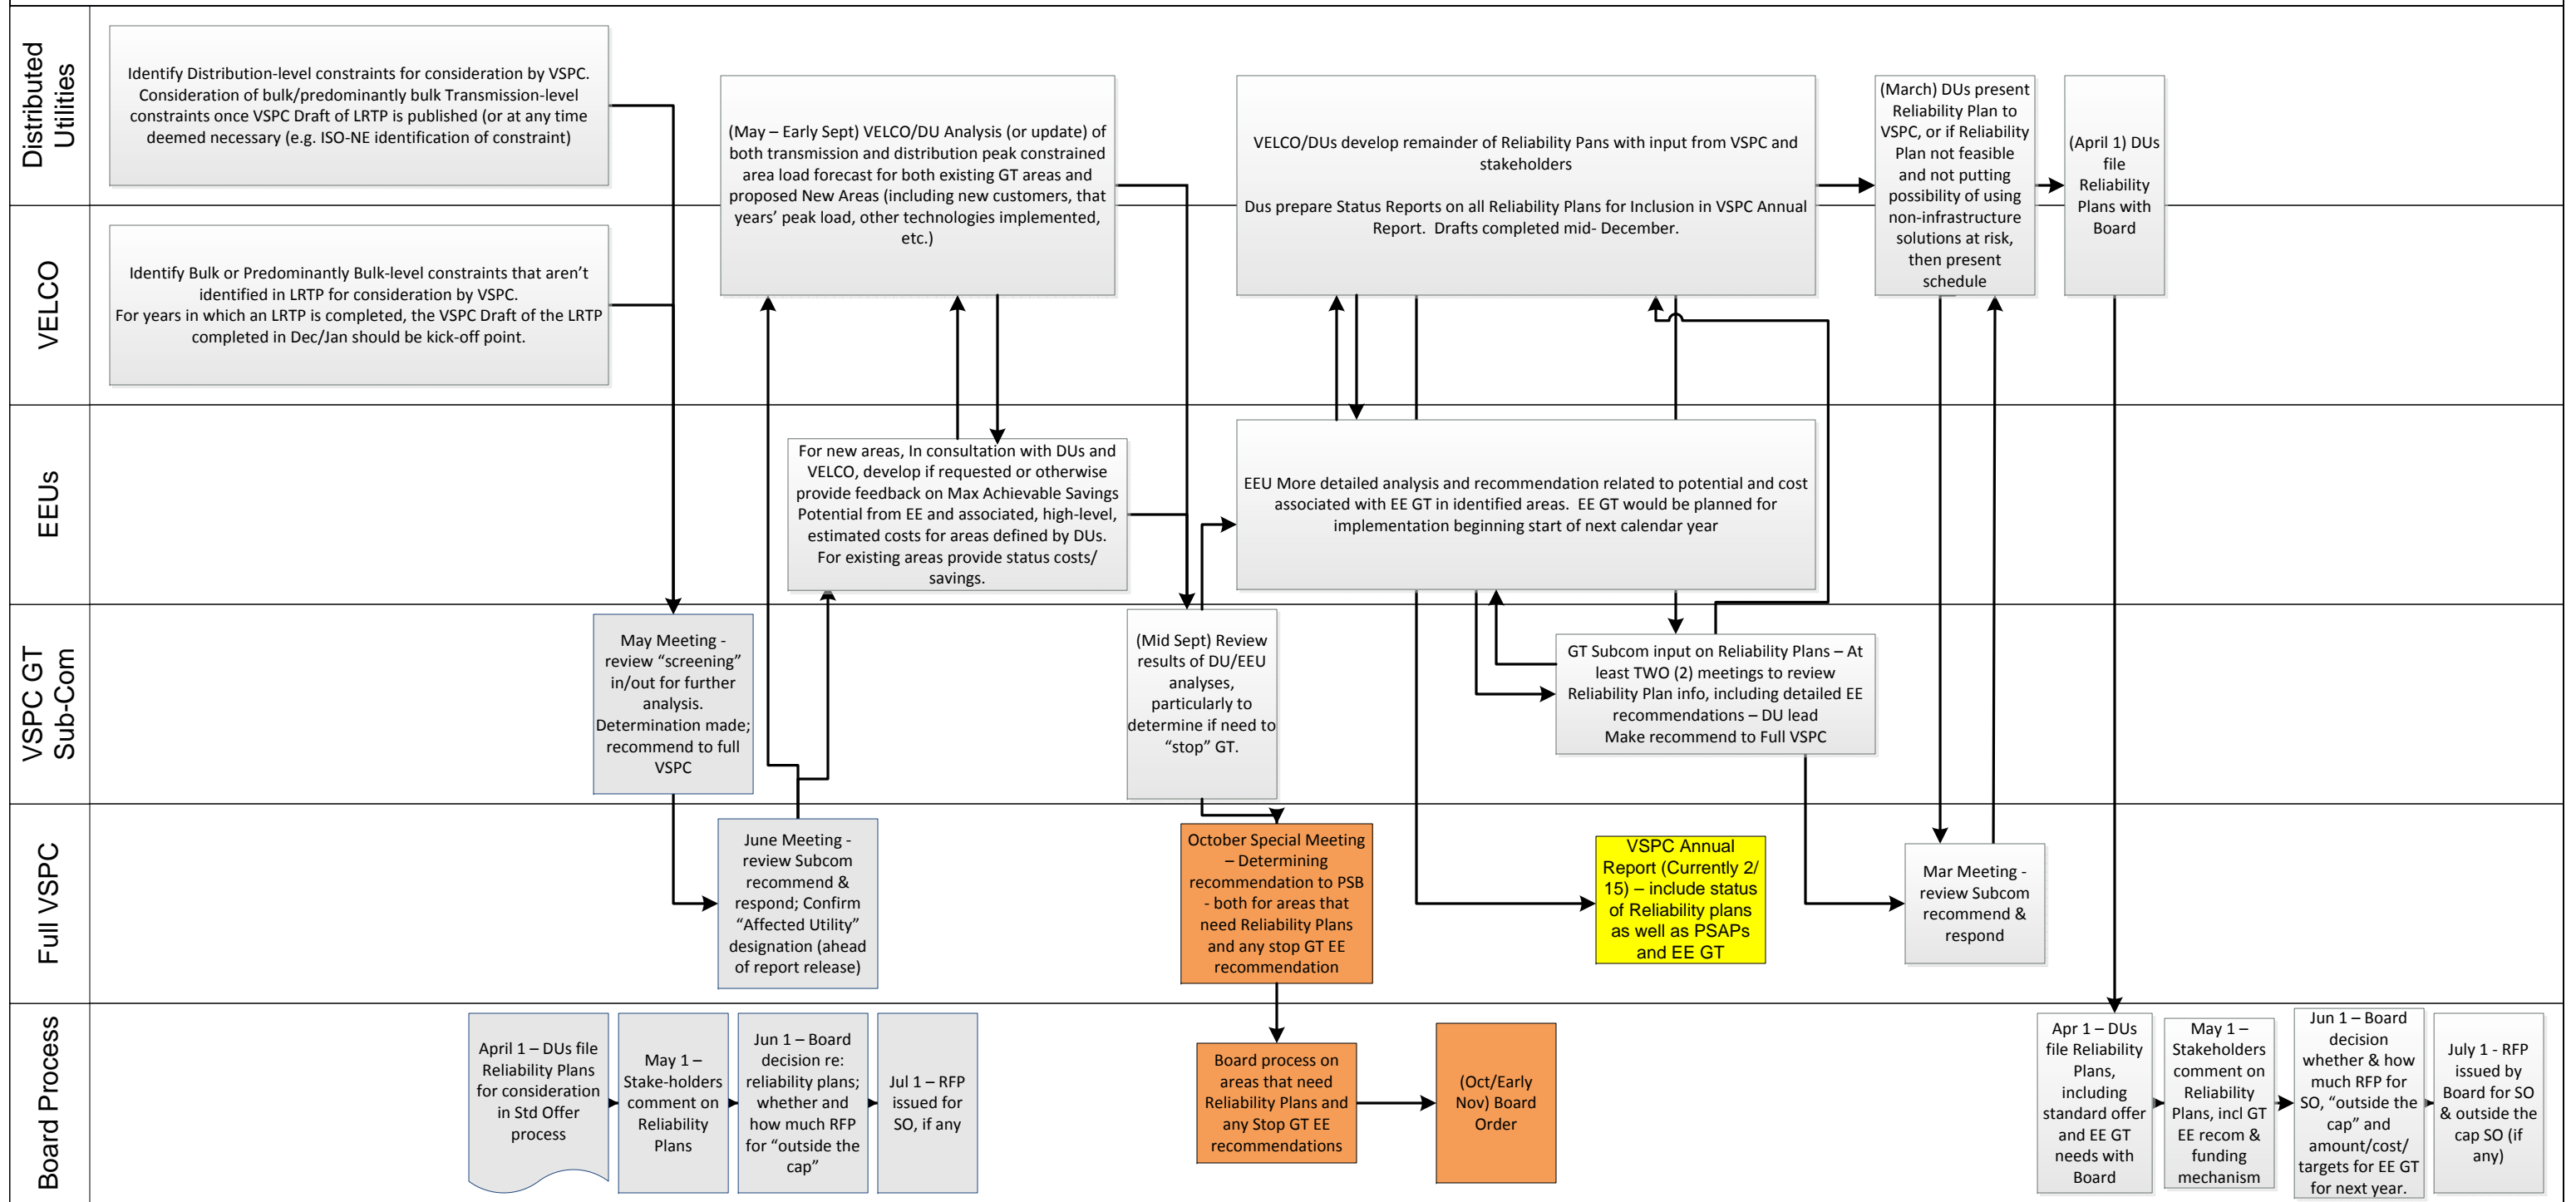 Distributed
Utilities
Identify Distribution-level constraints for consideration by VSPC.
Consideration of bulk/predominantly bulk Transmission-level
constraints once VSPC Draft of LRTP is published (or at any time
deemed necessary (e.g. ISO-NE identification of constraint)
(May – Early Sept) VELCO/DU Analysis (or update) of
both transmission and distribution peak constrained
area load forecast for both existing GT areas and
proposed New Areas (including new customers, that
years' peak load, other technologies implemented,
etc.)
VELCO/DUs develop remainder of Reliability Pans with input from VSPC and
stakeholders
Dus prepare Status Reports on all Reliability Plans for Inclusion in VSPC Annual
Report. Drafts completed mid- December.
(March) DUs present
Reliability Plan to
VSPC, or if Reliability
Plan not feasible
and not putting
possibility of using
non-infrastructure
solutions at risk,
then present
schedule
(April 1) DUs
file
Reliability
Plans with
Board
VELCO
Identify Bulk or Predominantly Bulk-level constraints that aren't
identified in LRTP for consideration by VSPC.
For years in which an LRTP is completed, the VSPC Draft of the LRTP
completed in Dec/Jan should be kick-off point.
EEUs
For new areas, In consultation with DUs and
VELCO, develop if requested or otherwise
provide feedback on Max Achievable Savings
Potential from EE and associated, high-level,
estimated costs for areas defined by DUs.
For existing areas provide status costs/
savings.
EEU More detailed analysis and recommendation related to potential and cost
associated with EE GT in identified areas. EE GT would be planned for
implementation beginning start of next calendar year
VSPC GT
Sub-Com
May Meeting -
review “screening”
in/out for further
analysis.
Determination made;
recommend to full
VSPC
(Mid Sept) Review
results of DU/EEU
analyses,
particularly to
determine if need to
“stop” GT.
GT Subcom input on Reliability Plans – At
least TWO (2) meetings to review
Reliability Plan info, including detailed EE
recommendations – DU lead
Make recommend to Full VSPC
Full VSPC
June Meeting -
review Subcom
recommend &
respond; Confirm
“Affected Utility”
designation (ahead
of report release)
October Special Meeting
– Determining
recommendation to PSB
- both for areas that
need Reliability Plans
and any stop GT EE
recommendation
VSPC Annual
Report (Currently 2/
15) – include status
of Reliability plans
as well as PSAPs
and EE GT
Mar Meeting -
review Subcom
recommend &
respond
Board Process
April 1 – DUs file
Reliability Plans
for consideration
in Std Offer
process
May 1 –
Stake-holders
comment on
Reliability
Plans
Jun 1 – Board
decision re:
reliability plans;
whether and
how much RFP
for “outside the
cap”
Jul 1 – RFP
issued for
SO, if any
Board process on
areas that need
Reliability Plans and
any Stop GT EE
recommendations
(Oct/Early
Nov) Board
Order
Apr 1 – DUs
file Reliability
Plans,
including
standard offer
and EE GT
needs with
Board
May 1 –
Stakeholders
comment on
Reliability
Plans, incl GT
EE recom &
funding
mechanism
Jun 1 – Board
decision
whether & how
much RFP for
SO, “outside the
cap” and
amount/cost/
targets for EE GT
for next year.
July 1 - RFP
issued by
Board for SO
& outside the
cap SO (if
any)